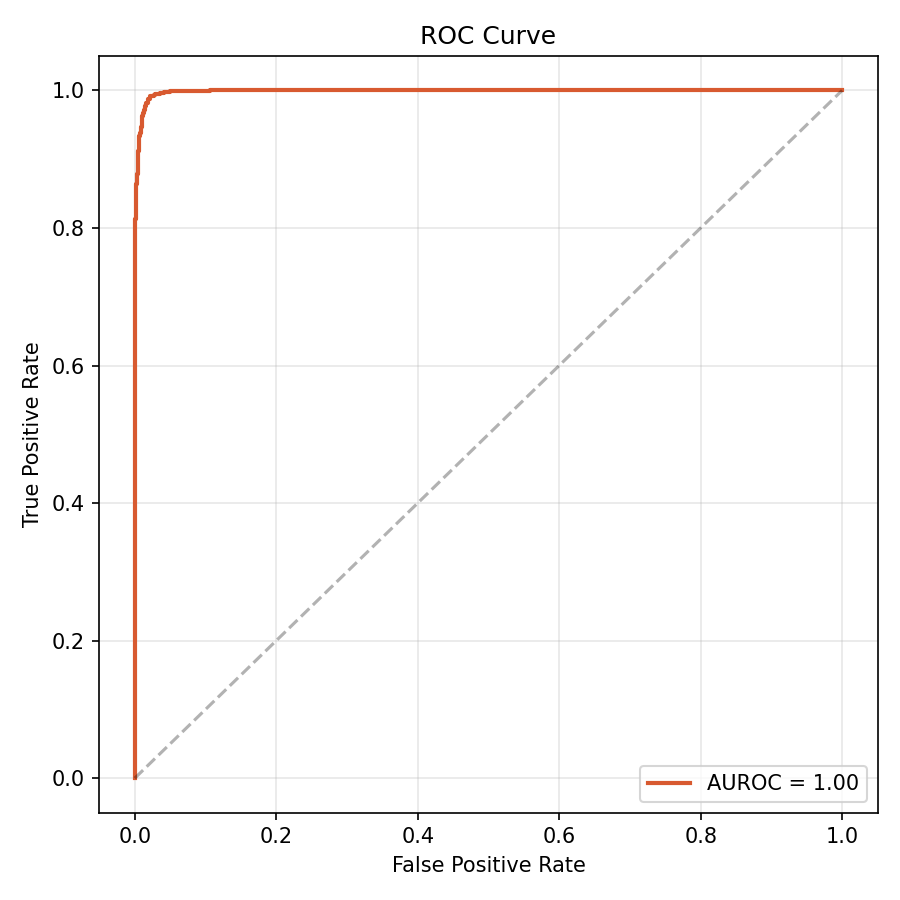 ROC Curve
True Positive Rate
1.0
0.8
0.6
0.4
0.2
0.0
0.0 0.2 0.4 0.6 0.8 1.0
False Positive Rate
AUROC = 1.00